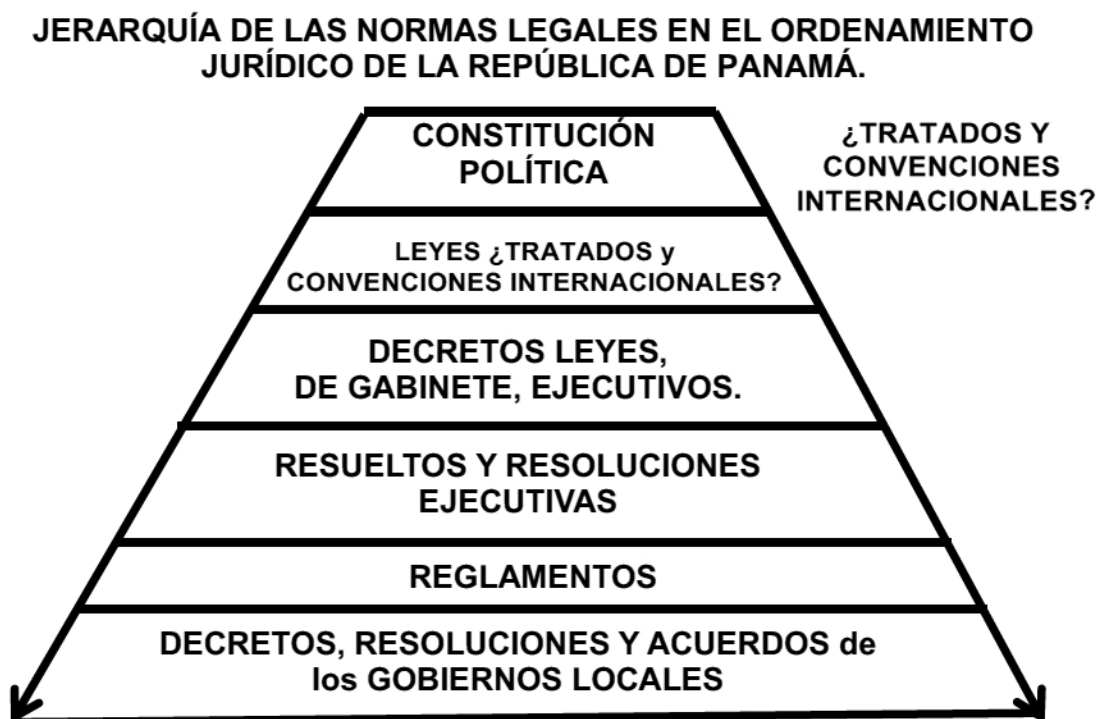 JERARQUÍA DE LAS NORMAS LEGALES EN EL ORDENAMIENTO
JURÍDICO DE LA REPÚBLICA DE PANAMÁ.
CONSTITUCIÓN
POLÍTICA
¿TRATADOS Y
CONVENCIONES
INTERNACIONALES?
LEYES ¿TRATADOS y
CONVENCIONES INTERNACIONALES?
DECRETOS LEYES,
DE GABINETE, EJECUTIVOS.
RESUELTOS Y RESOLUCIONES
EJECUTIVAS
REGLAMENTOS
DECRETOS, RESOLUCIONES Y ACUERDOS de
los GOBIERNOS LOCALES